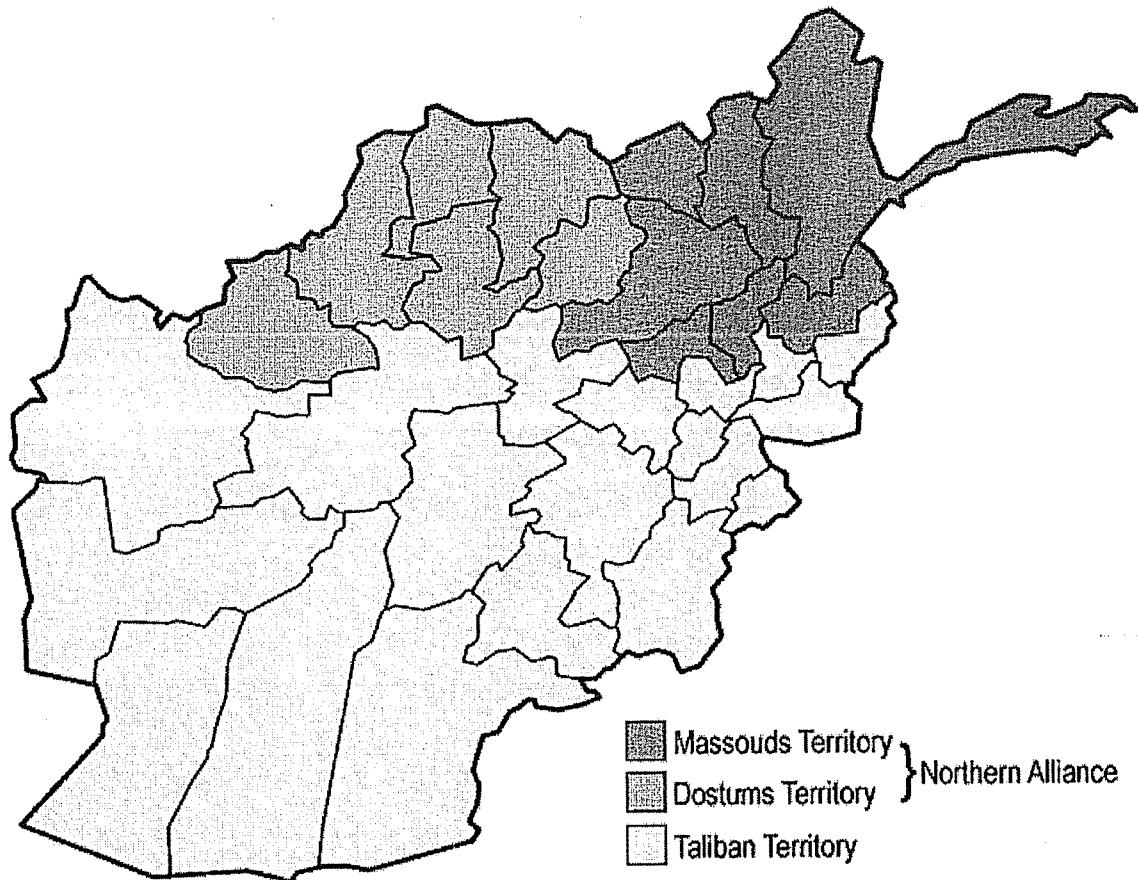 Massouds Territory
Dostums Territory
} Northern Alliance
Taliban Territory